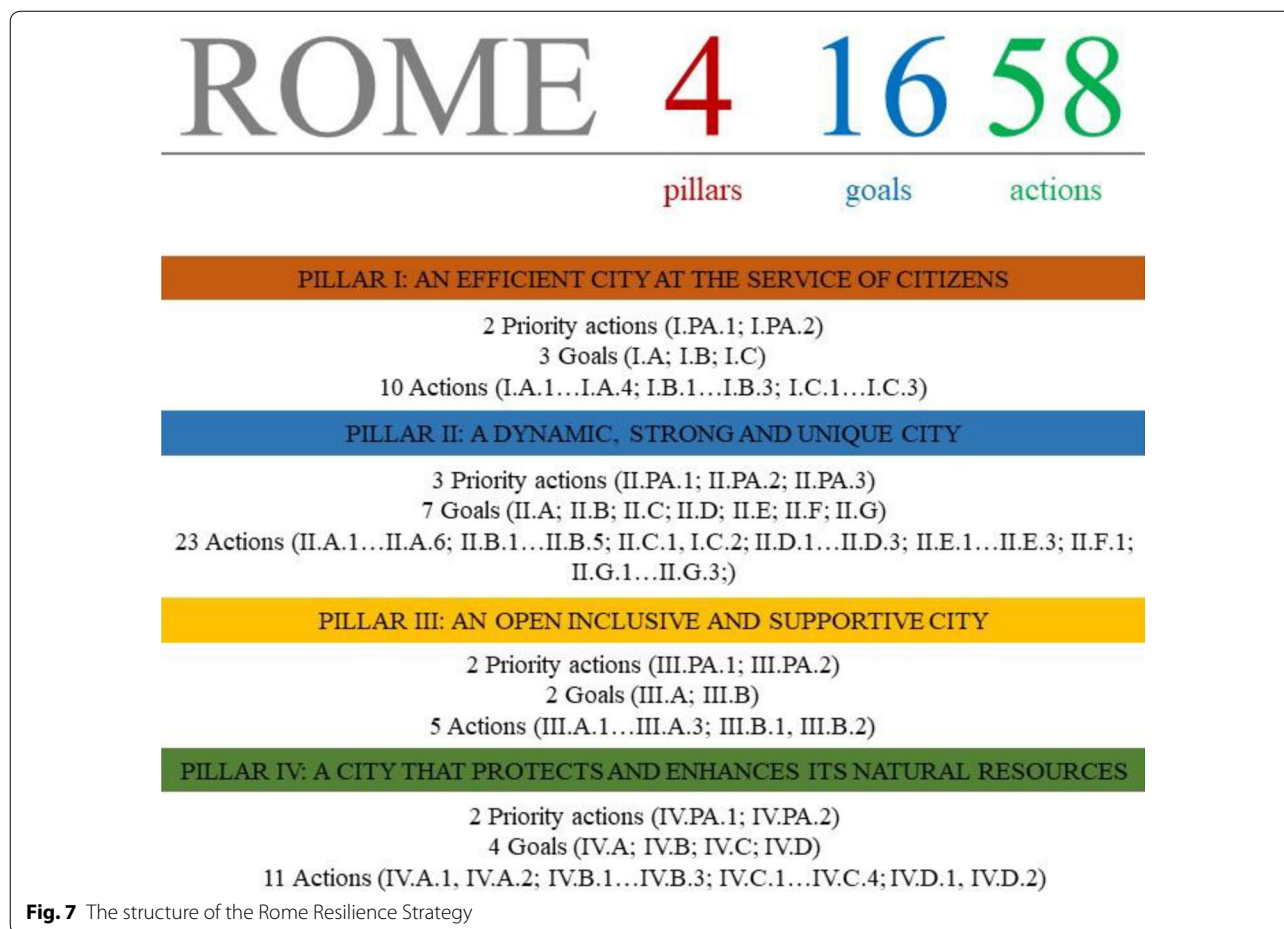 ROME 4 16 58
pillars goals actions
PILLAR I: AN EFFICIENT CITY AT THE SERVICE OF CITIZENS
2 Priority actions (I.PA.1; I.PA.2)
3 Goals (I.A; I.B; I.C)
10 Actions (I.A.1…I.A.4; I.B.1…I.B.3; I.C.1…I.C.3)
PILLAR II: A DYNAMIC, STRONG AND UNIQUE CITY
3 Priority actions (II.PA.1; II.PA.2; II.PA.3)
7 Goals (II.A; II.B; II.C; II.D; II.E; II.F; II.G)
23 Actions (II.A.1…II.A.6; II.B.1…II.B.5; II.C.1, I.C.2; II.D.1…II.D.3; II.E.1…II.E.3; II.F.1;
II.G.1…II.G.3;)
PILLAR III: AN OPEN INCLUSIVE AND SUPPORTIVE CITY
2 Priority actions (III.PA.1; III.PA.2)
2 Goals (III.A; III.B)
5 Actions (III.A.1…III.A.3; III.B.1, III.B.2)
PILLAR IV: A CITY THAT PROTECTS AND ENHANCES ITS NATURAL RESOURCES
2 Priority actions (IV.PA.1; IV.PA.2)
4 Goals (IV.A; IV.B; IV.C; IV.D)
11 Actions (IV.A.1, IV.A.2; IV.B.1…IV.B.3; IV.C.1…IV.C.4; IV.D.1, IV.D.2)
Fig. 7 The structure of the Rome Resilience Strategy